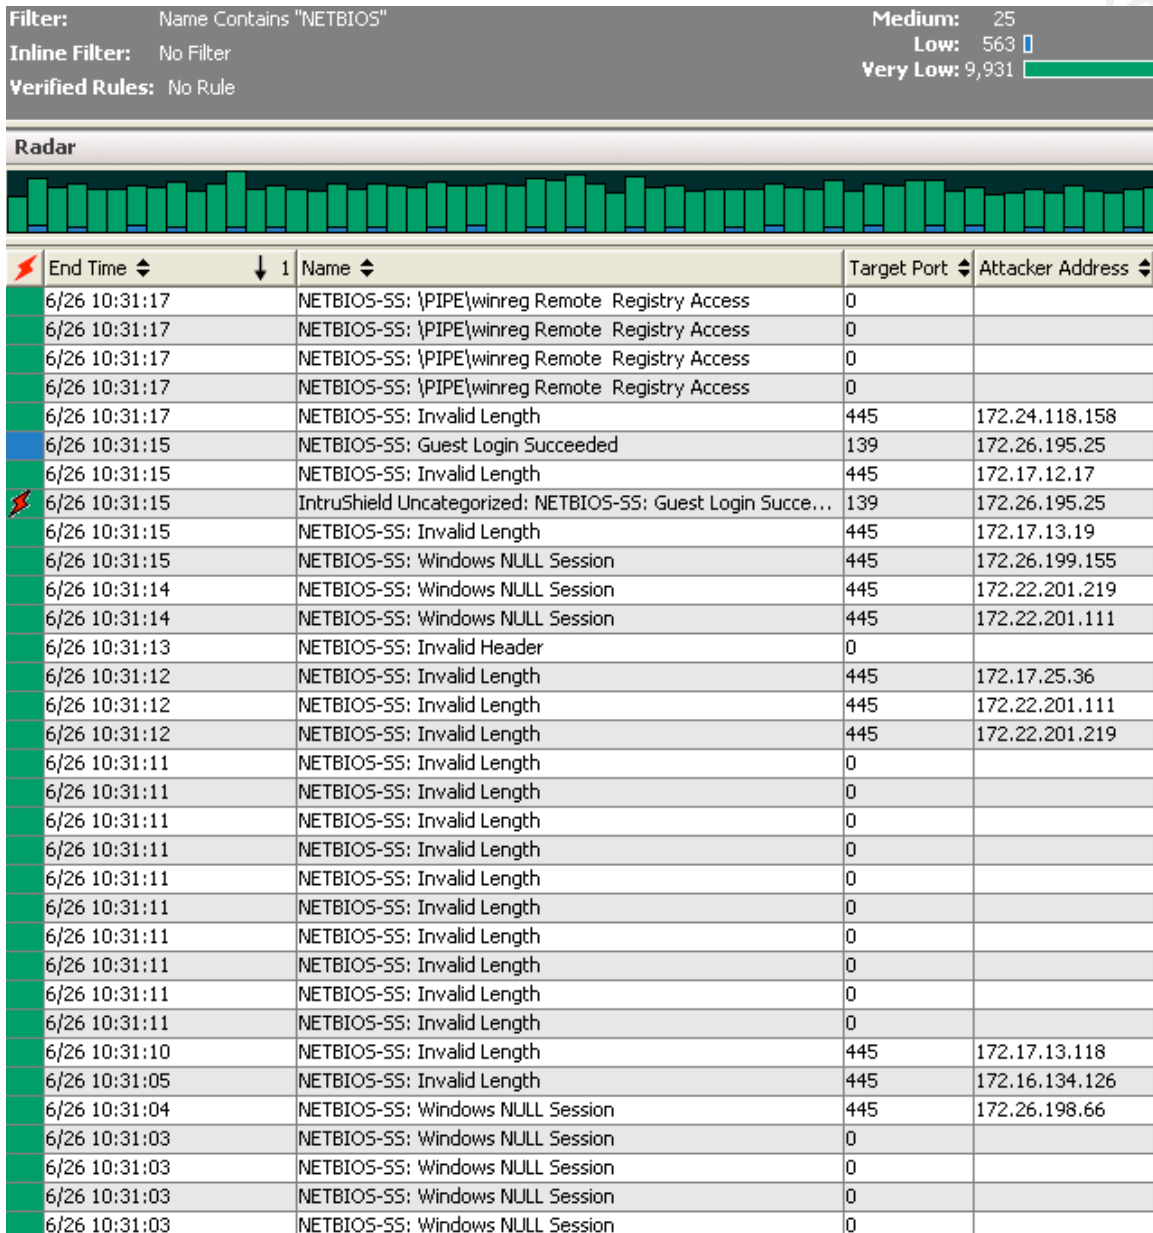 Filter: Name Contains "NETBIOS" Medium: 25
Inline Filter: No Filter Low: 563
Verified Rules: No Rule Very Low: 9,931
Radar
End Time 1 Name Target Port Attacker Address
6/26 10:31:17 NETBIOS-SS: \PIPE\winreg Remote Registry Access 0
6/26 10:31:17 NETBIOS-SS: \PIPE\winreg Remote Registry Access 0
6/26 10:31:17 NETBIOS-SS: \PIPE\winreg Remote Registry Access 0
6/26 10:31:17 NETBIOS-SS: \PIPE\winreg Remote Registry Access 0
6/26 10:31:17 NETBIOS-SS: Invalid Length 445 172.24.118.158
6/26 10:31:15 NETBIOS-SS: Guest Login Succeeded 139 172.26.195.25
6/26 10:31:15 NETBIOS-SS: Invalid Length 445 172.17.12.17
6/26 10:31:15 IntruShield Uncategorized: NETBIOS-SS: Guest Login Succe... 139 172.26.195.25
6/26 10:31:15 NETBIOS-SS: Invalid Length 445 172.17.13.19
6/26 10:31:15 NETBIOS-SS: Windows NULL Session 445 172.26.199.155
6/26 10:31:14 NETBIOS-SS: Windows NULL Session 445 172.22.201.219
6/26 10:31:14 NETBIOS-SS: Windows NULL Session 445 172.22.201.111
6/26 10:31:13 NETBIOS-SS: Invalid Header 0
6/26 10:31:12 NETBIOS-SS: Invalid Length 445 172.17.25.36
6/26 10:31:12 NETBIOS-SS: Invalid Length 445 172.22.201.111
6/26 10:31:12 NETBIOS-SS: Invalid Length 445 172.22.201.219
6/26 10:31:11 NETBIOS-SS: Invalid Length 0
6/26 10:31:11 NETBIOS-SS: Invalid Length 0
6/26 10:31:11 NETBIOS-SS: Invalid Length 0
6/26 10:31:11 NETBIOS-SS: Invalid Length 0
6/26 10:31:11 NETBIOS-SS: Invalid Length 0
6/26 10:31:11 NETBIOS-SS: Invalid Length 0
6/26 10:31:11 NETBIOS-SS: Invalid Length 0
6/26 10:31:11 NETBIOS-SS: Invalid Length 0
6/26 10:31:11 NETBIOS-SS: Invalid Length 0
6/26 10:31:11 NETBIOS-SS: Invalid Length 0
6/26 10:31:10 NETBIOS-SS: Invalid Length 445 172.17.13.118
6/26 10:31:05 NETBIOS-SS: Invalid Length 445 172.16.134.126
6/26 10:31:04 NETBIOS-SS: Windows NULL Session 445 172.26.198.66
6/26 10:31:03 NETBIOS-SS: Windows NULL Session 0
6/26 10:31:03 NETBIOS-SS: Windows NULL Session 0
6/26 10:31:03 NETBIOS-SS: Windows NULL Session 0
6/26 10:31:03 NETBIOS-SS: Windows NULL Session 0